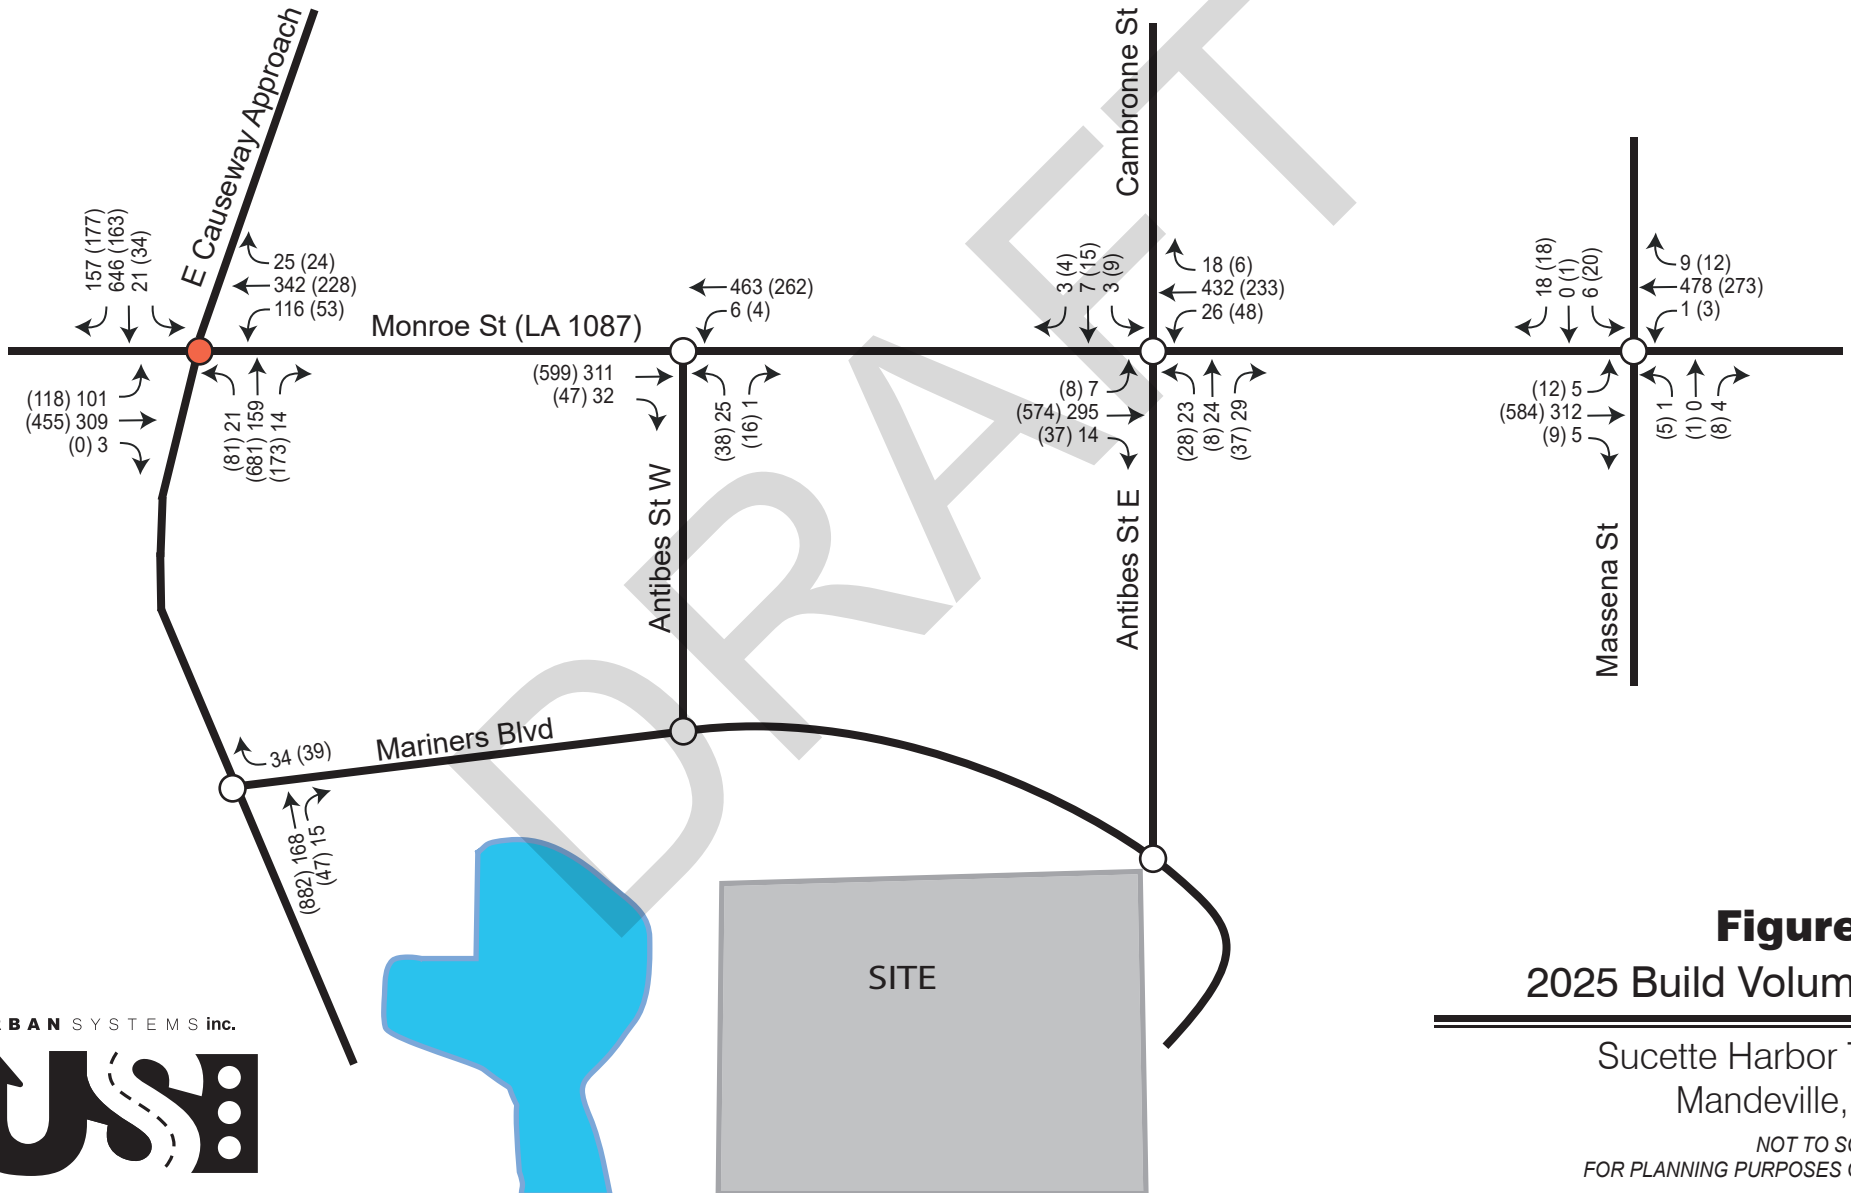 E Causeway Approach
Cambronne St
157 (177)
646 (163)
21 (34)
25 (24)
342 (228)
116 (53)
Monroe St (LA 1087)
463 (262)
6 (4)
3 (4)
7 (15)
3 (9)
18 (6)
432 (233)
26 (48)
18 (18)
0 (1)
6 (20)
9 (12)
478 (273)
1 (3)
(118) 101
(455) 309
(0) 3
(81) 21
(681) 159
(173) 14
(599) 311
(47) 32
(38) 25
(16) 1
(8) 7
(574) 295
(37) 14
(28) 23
(8) 24
(37) 29
(12) 5
(584) 312
(9) 5
(5) 1
(1) 0
(8) 4
Antibes St W
Antibes St E
Massena St
DRAFT
34 (39)
Mariners Blvd
(882) 168
(47) 15
SITE
Figure
2025 Build Volum
RBAN SYSTEMS inc.
USI
Sucette Harbor
Mandeville,
NOT TO SC
FOR PLANNING PURPOSES